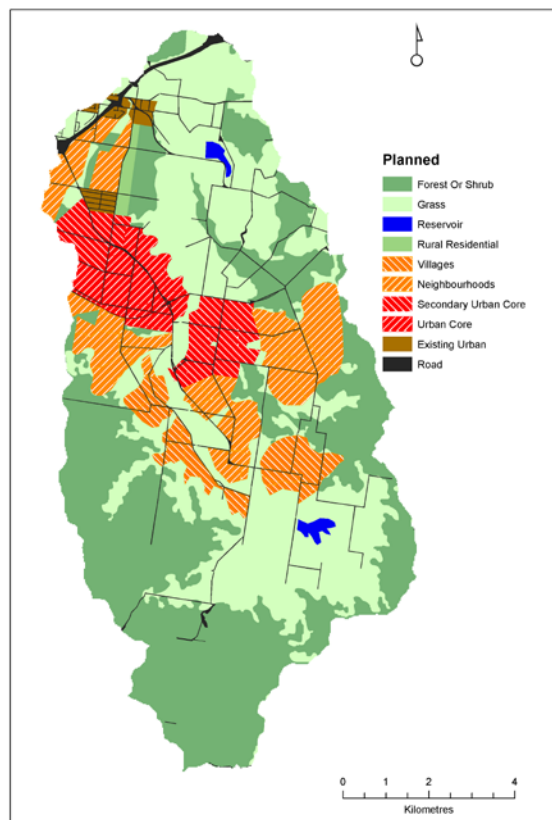 Planned
Forest Or Shrub
Grass
Reservoir
Rural Residential
Villages
Neighbourhoods
Secondary Urban Core
Urban Core
Existing Urban
Road
0 1 2 4
Kilometres